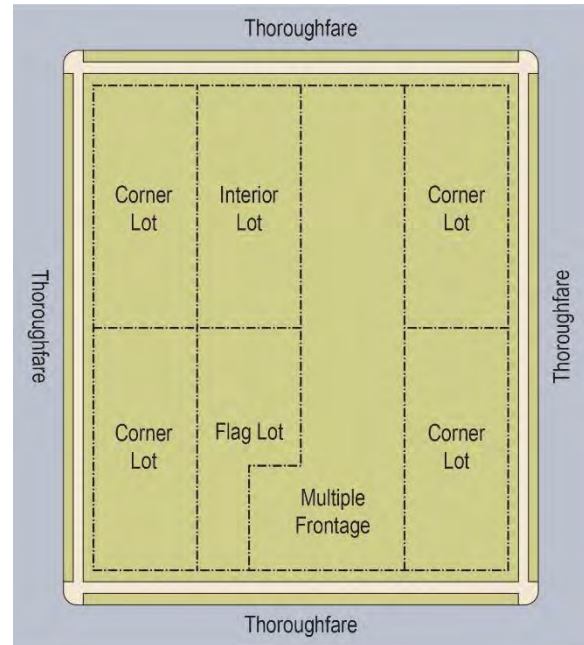 Thoroughfare
Corner
Lot
Interior
Lot
Corner
Lot
Thoroughfare
Thoroughfare
Corner
Lot
Flag Lot
Corner
Lot
Multiple
Frontage
Thoroughfare